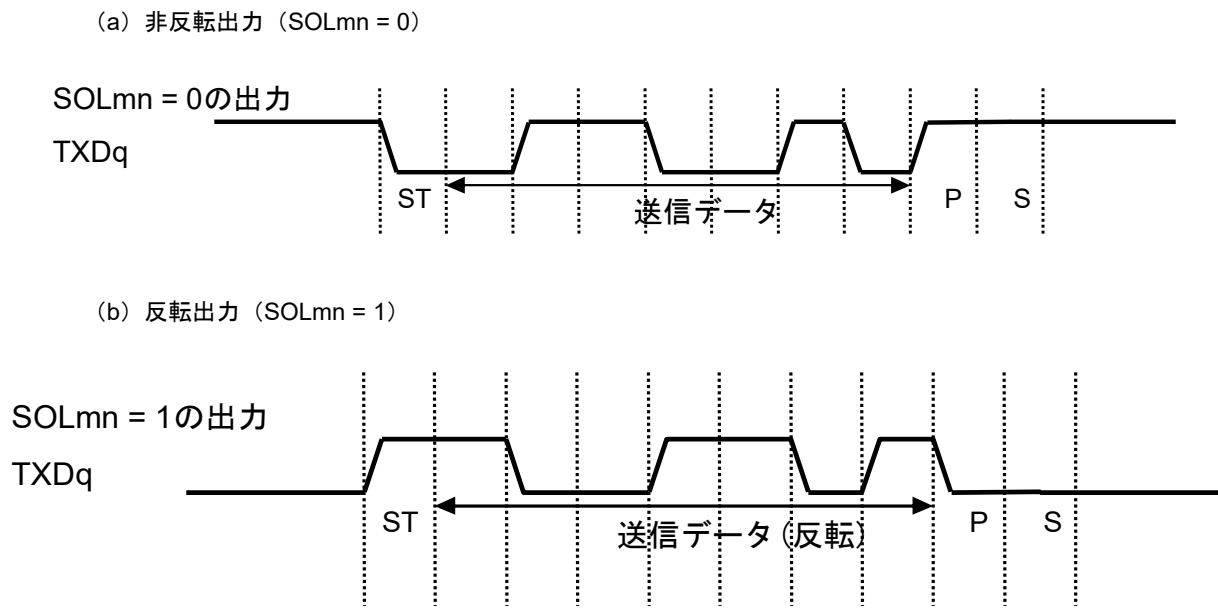 (a) 非反転出力（SOLmn = 0）
SOLmn = 0の出力
TXDq
ST
送信データ
P
S
(b) 反転出力（SOLmn = 1）
SOLmn = 1の出力
TXDq
ST
送信データ（反転）
P
S